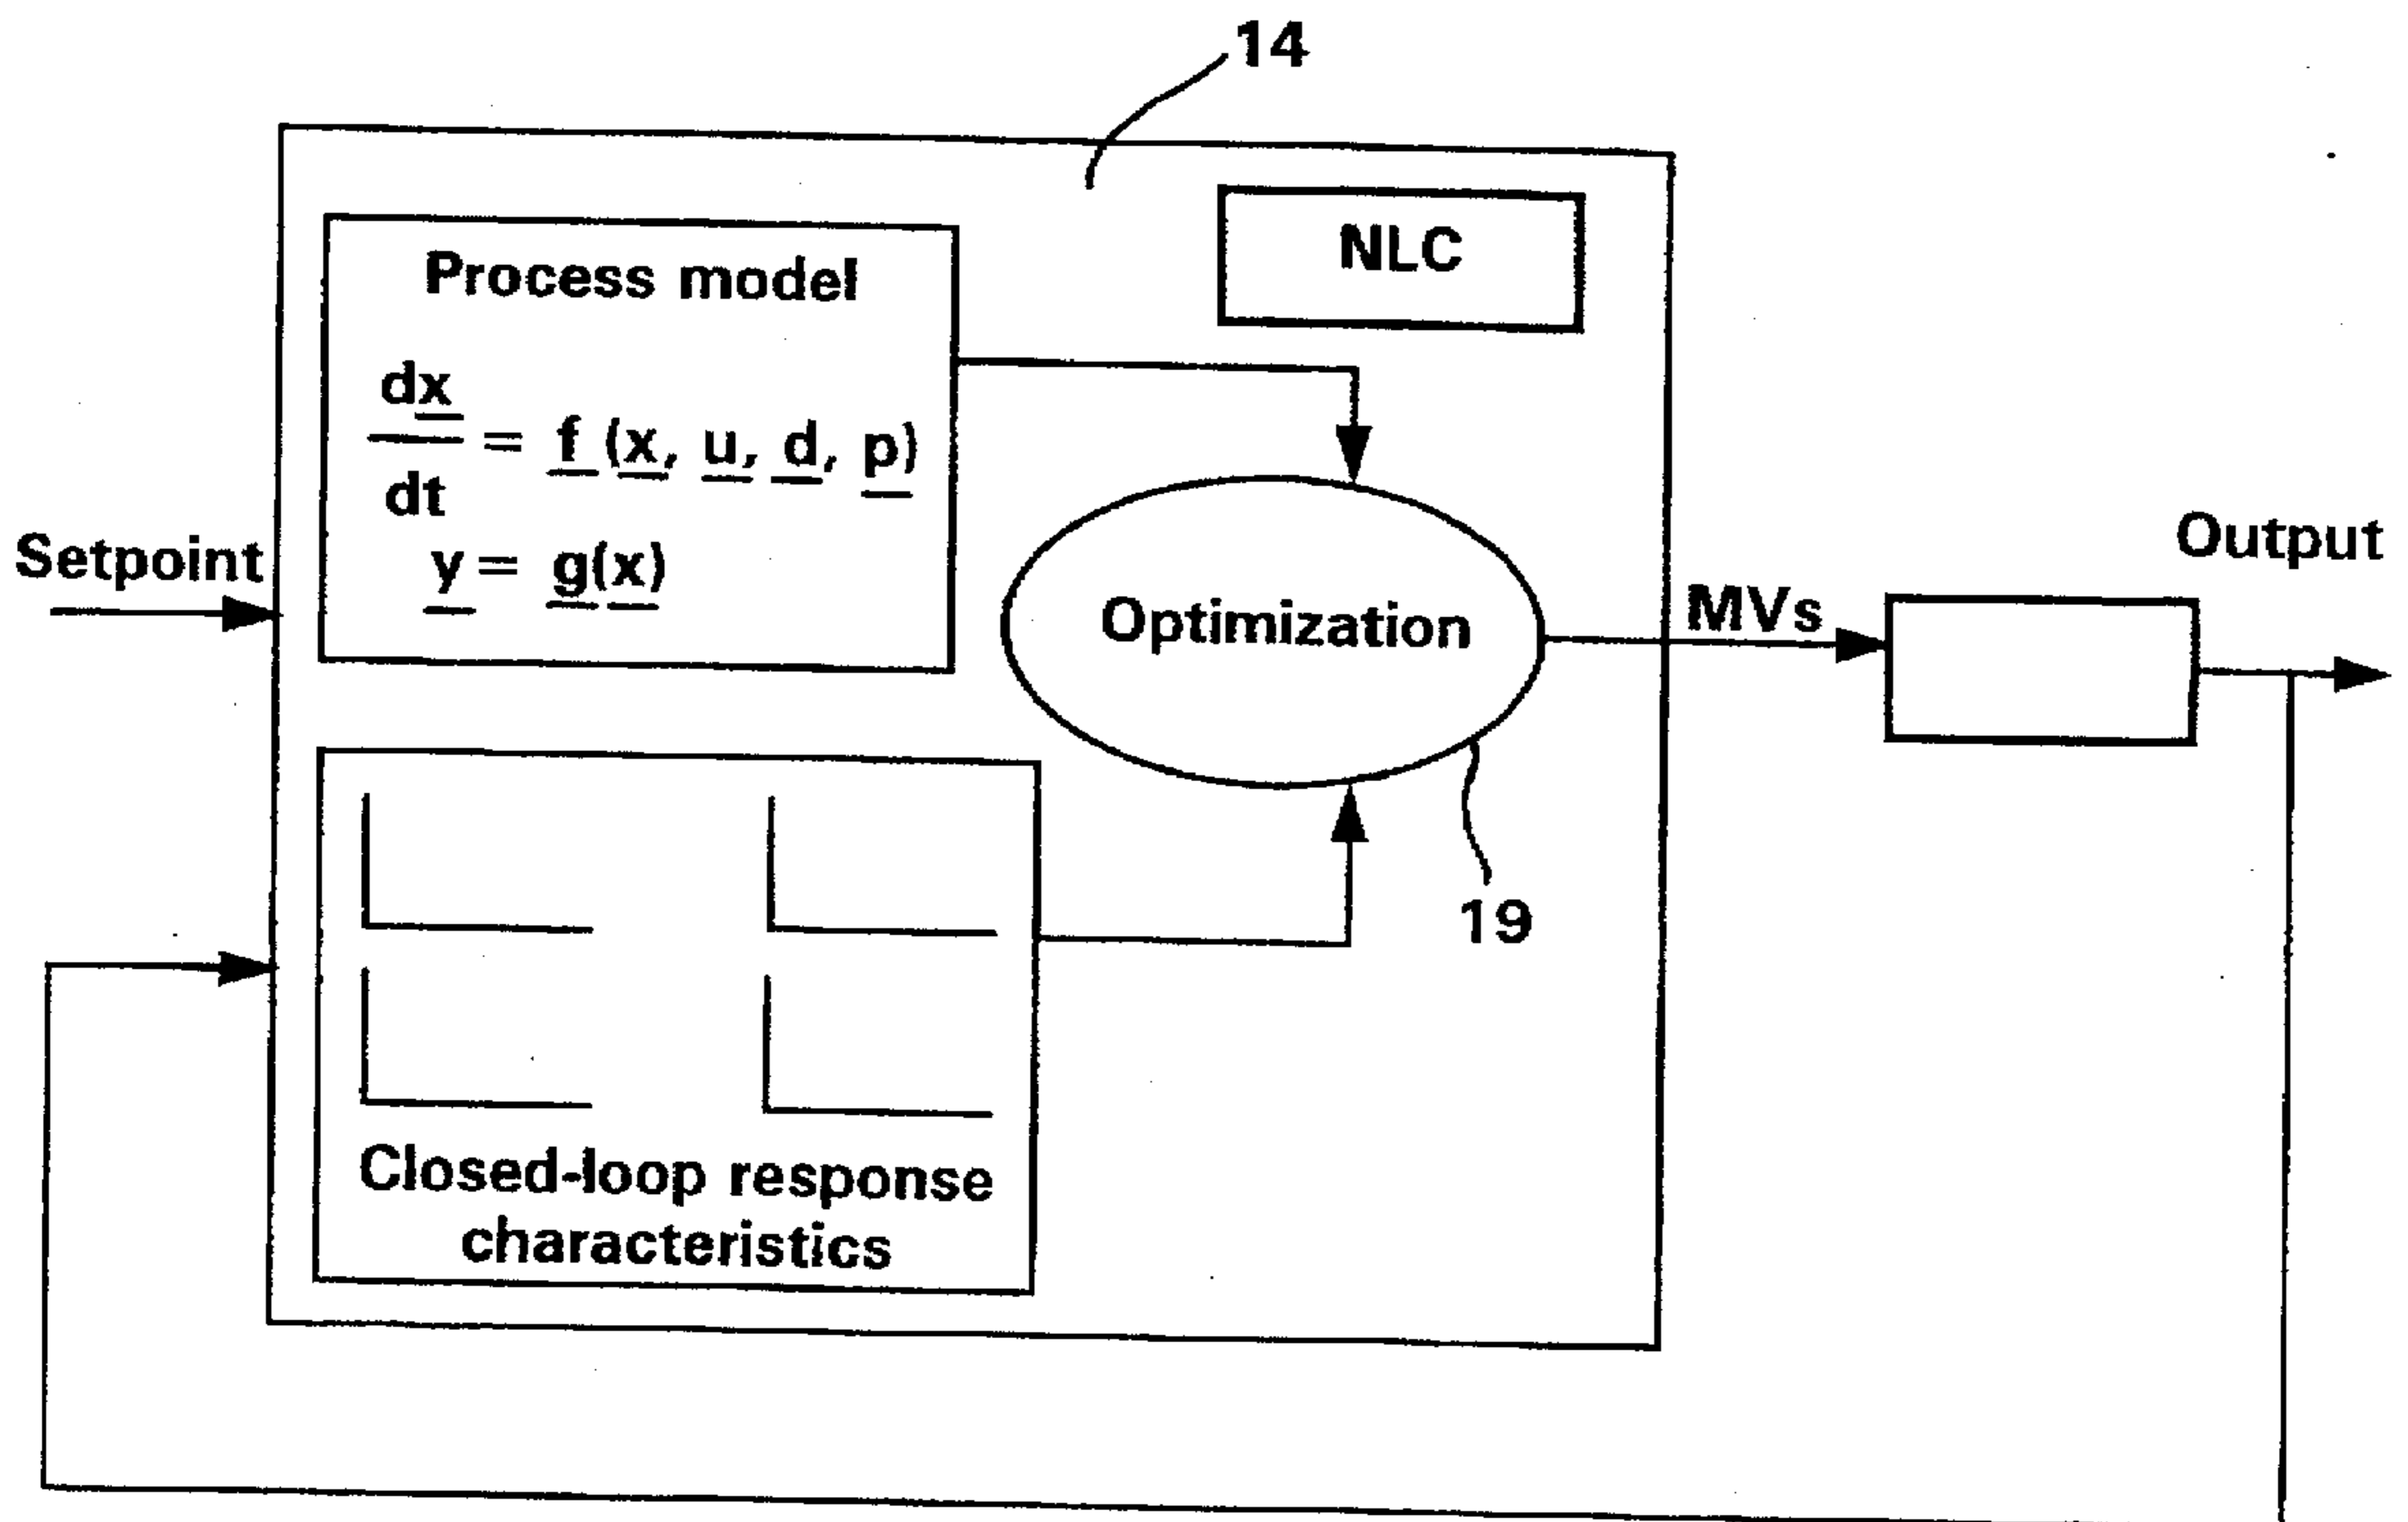 14
NLC
Process model
dx
dt
= f (x, u, d, p)
y = g(x)
Setpoint
Optimization
MVs
Output
19
Closed-loop response
characteristics